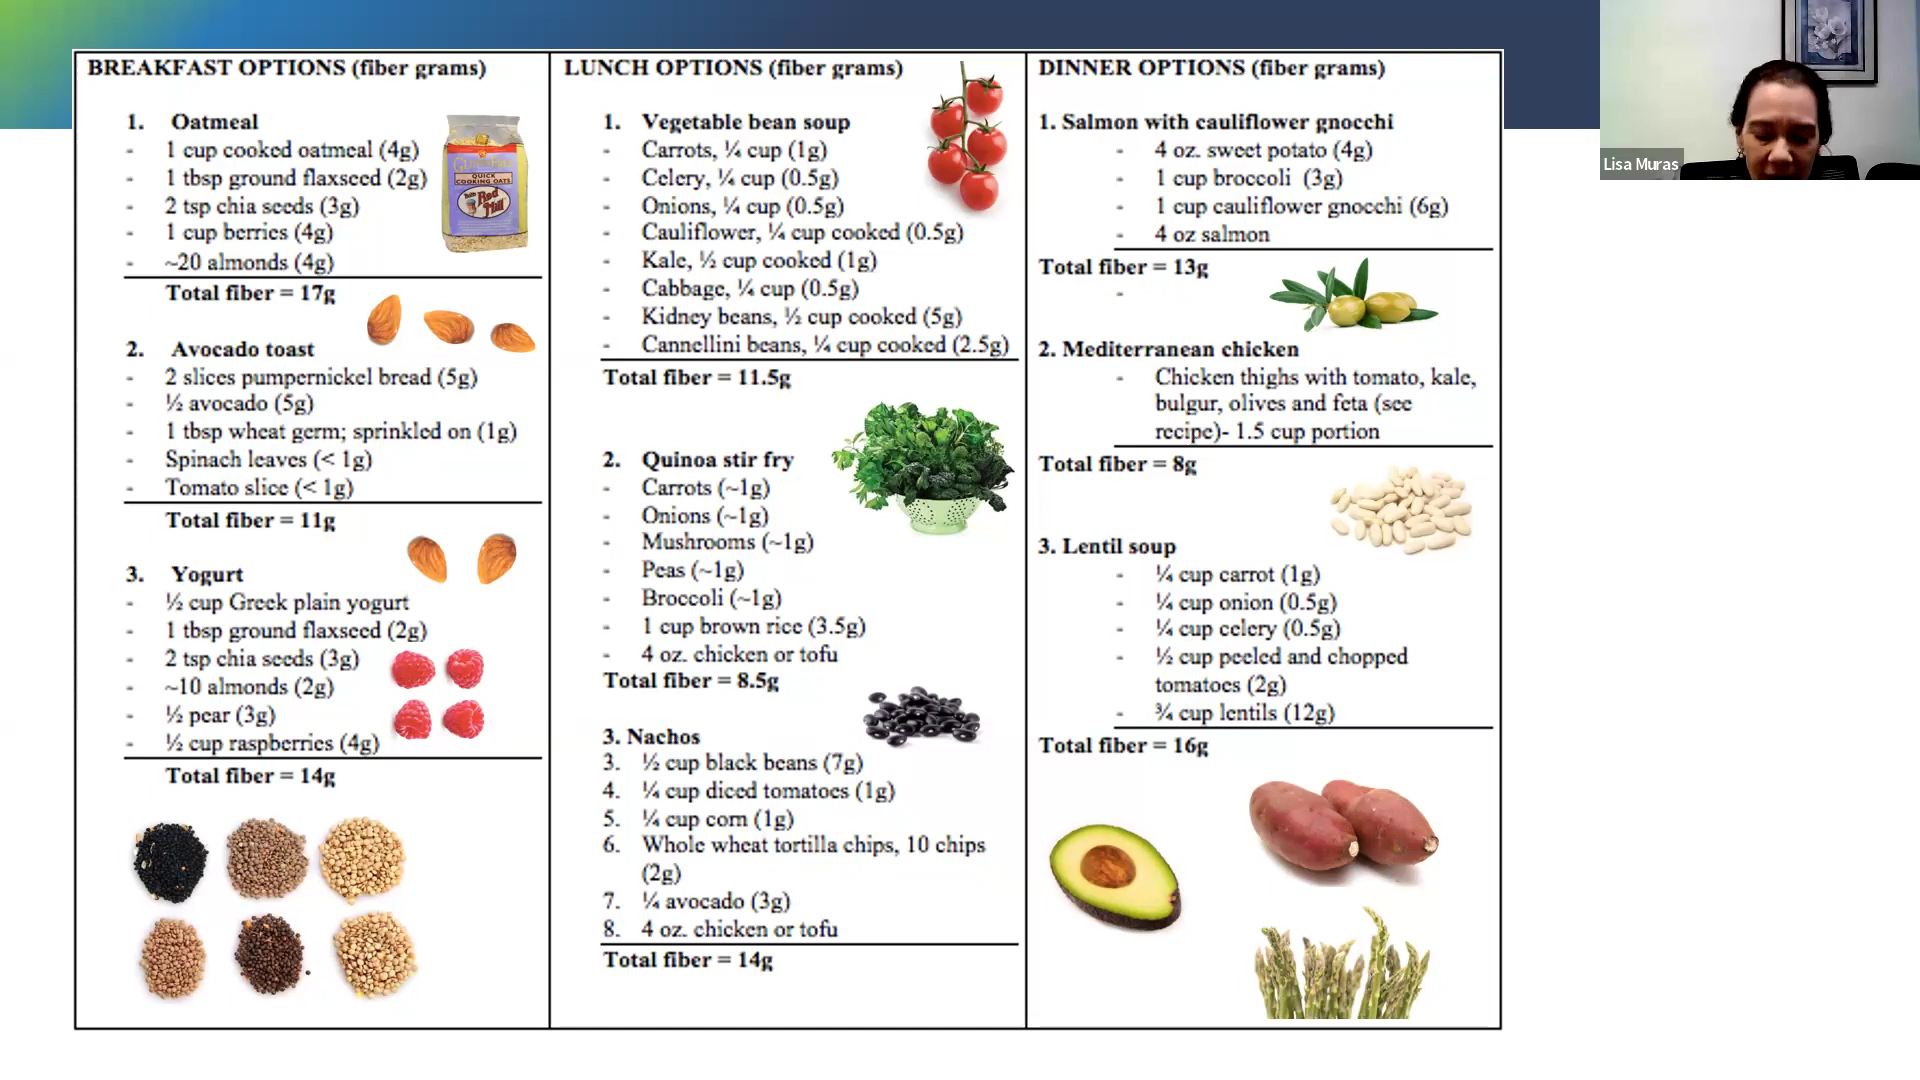 BREAKFAST OPTIONS (fiber grams)
1. Oatmeal
- 1 cup cooked oatmeal (4g)
- 1 tbsp ground flaxseed (2g)
- 2 tsp chia seeds (3g)
- 1 cup berries (4g)
- ~20 almonds (4g)
Total fiber = 17g
QUICK
COOKING OATS
Red
Mill
2. Avocado toast
- 2 slices pumpernickel bread (5g)
- ½ avocado (5g)
- 1 tbsp wheat germ; sprinkled on (1g)
- Spinach leaves (< 1g)
- Tomato slice (< 1g)
Total fiber = 11g
3. Yogurt
- ½ cup Greek plain yogurt
- 1 tbsp ground flaxseed (2g)
- 2 tsp chia seeds (3g)
- ~10 almonds (2g)
- ½ pear (3g)
- ½ cup raspberries (4g)
Total fiber = 14g
LUNCH OPTIONS (fiber grams)
1. Vegetable bean soup
- Carrots, ¼ cup (1g)
- Celery, ¼ cup (0.5g)
- Onions, ¼ cup (0.5g)
- Cauliflower, ¼ cup cooked (0.5g)
- Kale, ½ cup cooked (1g)
- Cabbage, ¼ cup (0.5g)
- Kidney beans, ½ cup cooked (5g)
- Cannellini beans, ¼ cup cooked (2.5g)
Total fiber = 11.5g
2. Quinoa stir fry
- Carrots (~1g)
- Onions (~1g)
- Mushrooms (~1g)
- Peas (~1g)
- Broccoli (~1g)
- 1 cup brown rice (3.5g)
- 4 oz. chicken or tofu
Total fiber = 8.5g
3. Nachos
3. ½ cup black beans (7g)
4. ¼ cup diced tomatoes (1g)
5. ¼ cup corn (1g)
6. Whole wheat tortilla chips, 10 chips
(2g)
7. ¼ avocado (3g)
8. 4 oz. chicken or tofu
Total fiber = 14g
DINNER OPTIONS (fiber grams)
1. Salmon with cauliflower gnocchi
- 4 oz. sweet potato (4g)
- 1 cup broccoli (3g)
- 1 cup cauliflower gnocchi (6g)
- 4 oz salmon
Total fiber = 13g
-
2. Mediterranean chicken
- Chicken thighs with tomato, kale,
bulgur, olives and feta (see
recipe)- 1.5 cup portion
Total fiber = 8g
3. Lentil soup
- ¼ cup carrot (1g)
- ¼ cup onion (0.5g)
- ¼ cup celery (0.5g)
- ½ cup peeled and chopped
tomatoes (2g)
- ¾ cup lentils (12g)
Total fiber = 16g
Lisa Muras